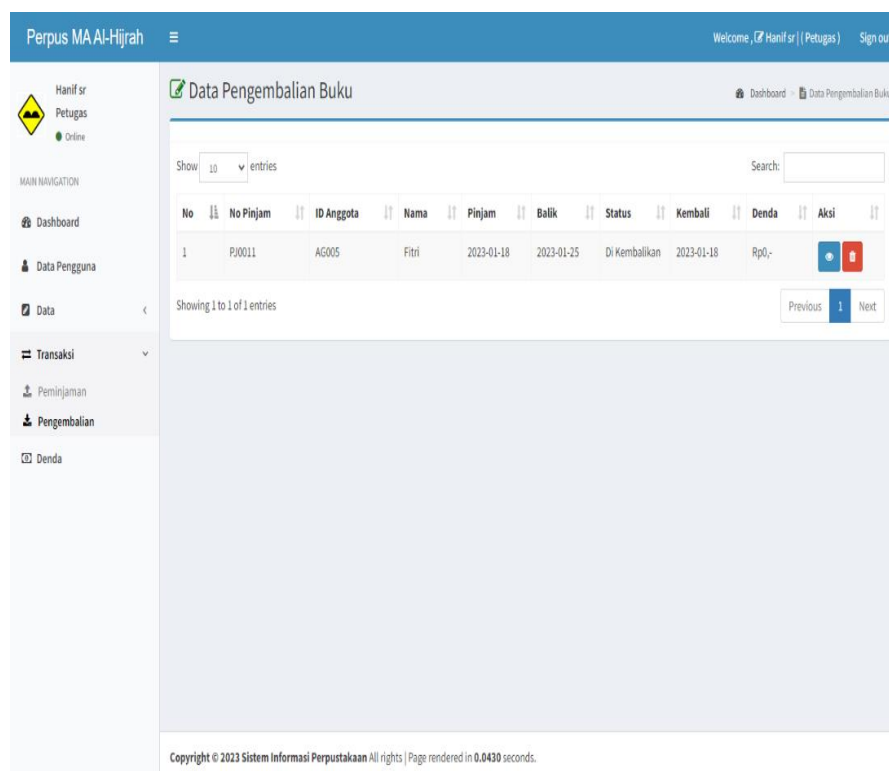 Perpus MA Al-Hijrah
Welcome , Hanif sr | ( Petugas )
Sign ou
Hanif sr
Petugas
Online
MAIN NAVIGATION
Dashboard
Data Pengguna
Data
Transaksi
Peminjaman
Pengembalian
Denda
Data Pengembalian Buku
Dashboard > Data Pengembalian Buku
Show 10 entries
Search:
No No Pinjam ID Anggota Nama Pinjam Balik Status Kembali Denda Aksi
1 PJ0011 AG005 Fitri 2023-01-18 2023-01-25 Di Kembalikan 2023-01-18 Rp0,-
Showing 1 to 1 of 1 entries
Previous 1 Next
Copyright © 2023 Sistem Informasi Perpustakaan All rights | Page rendered in 0.0430 seconds.